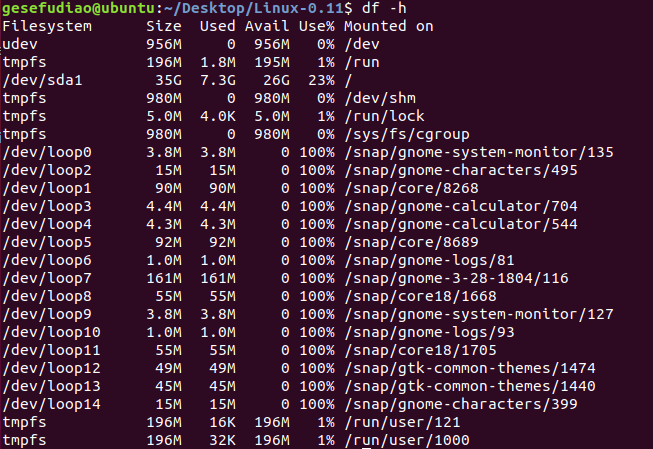 gesefudiao@ubuntu:~/Desktop/Linux-0.11$ df -h
Filesystem      Size  Used Avail Use% Mounted on
udev            956M     0  956M   0% /dev
tmpfs           196M  1.8M  195M   1% /run
/dev/sda1        35G  7.3G   26G  23% /
tmpfs           980M     0  980M   0% /dev/shm
tmpfs           5.0M  4.0K  5.0M   1% /run/lock
tmpfs           980M     0  980M   0% /sys/fs/cgroup
/dev/loop0      3.8M  3.8M     0 100% /snap/gnome-system-monitor/135
/dev/loop2       15M   15M     0 100% /snap/gnome-characters/495
/dev/loop1       90M   90M     0 100% /snap/core/8268
/dev/loop3      4.4M  4.4M     0 100% /snap/gnome-calculator/704
/dev/loop4      4.3M  4.3M     0 100% /snap/gnome-calculator/544
/dev/loop5       92M   92M     0 100% /snap/core/8689
/dev/loop6      1.0M  1.0M     0 100% /snap/gnome-logs/81
/dev/loop7      161M  161M     0 100% /snap/gnome-3-28-1804/116
/dev/loop8       55M   55M     0 100% /snap/core18/1668
/dev/loop9      3.8M  3.8M     0 100% /snap/gnome-system-monitor/127
/dev/loop10     1.0M  1.0M     0 100% /snap/gnome-logs/93
/dev/loop11      55M   55M     0 100% /snap/core18/1705
/dev/loop12      49M   49M     0 100% /snap/gtk-common-themes/1474
/dev/loop13      45M   45M     0 100% /snap/gtk-common-themes/1440
/dev/loop14      15M   15M     0 100% /snap/gnome-characters/399
tmpfs           196M   16K  196M   1% /run/user/121
tmpfs           196M   32K  196M   1% /run/user/1000